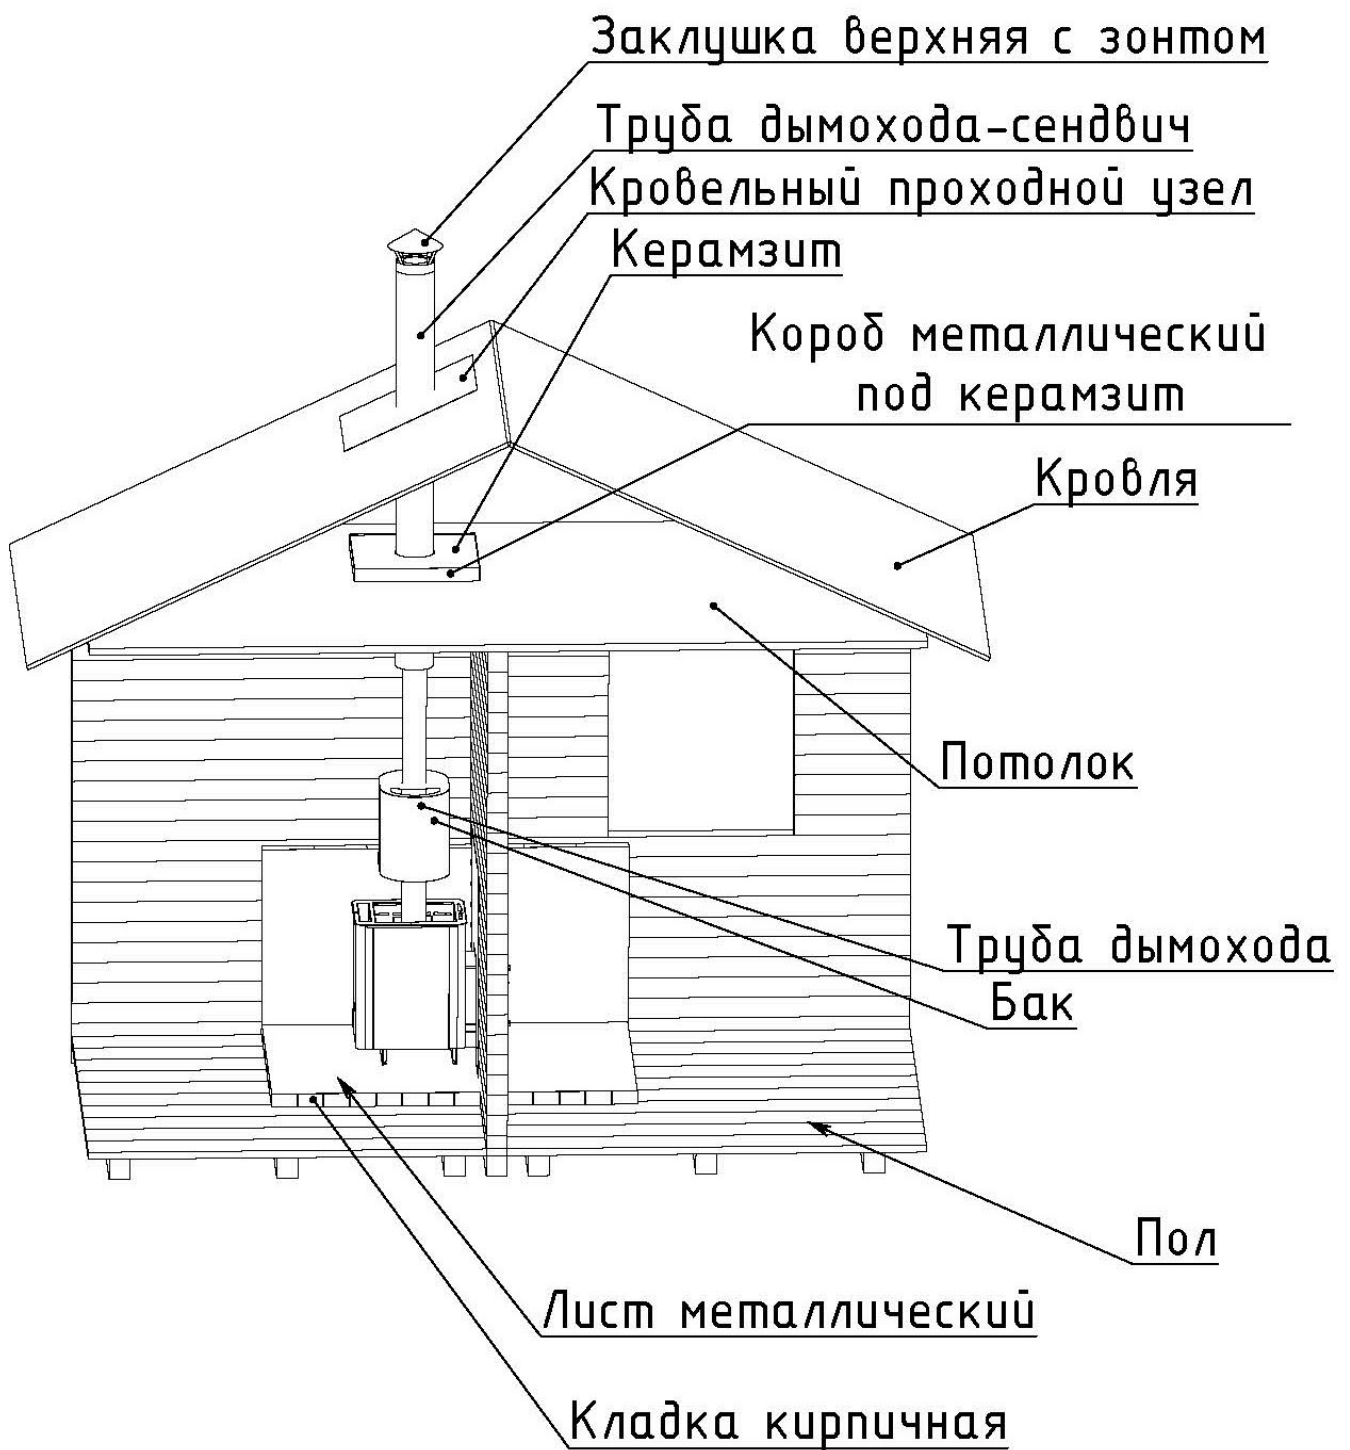 Заклушка верхняя с зонтом
Труба дымохода-сендвич
Кровельный проходной узел
Керамзит
Короб металлический
под керамзит
Кровля
Потолок
Труба дымохода
Бак
Пол
Лист металлический
Кладка кирпичная